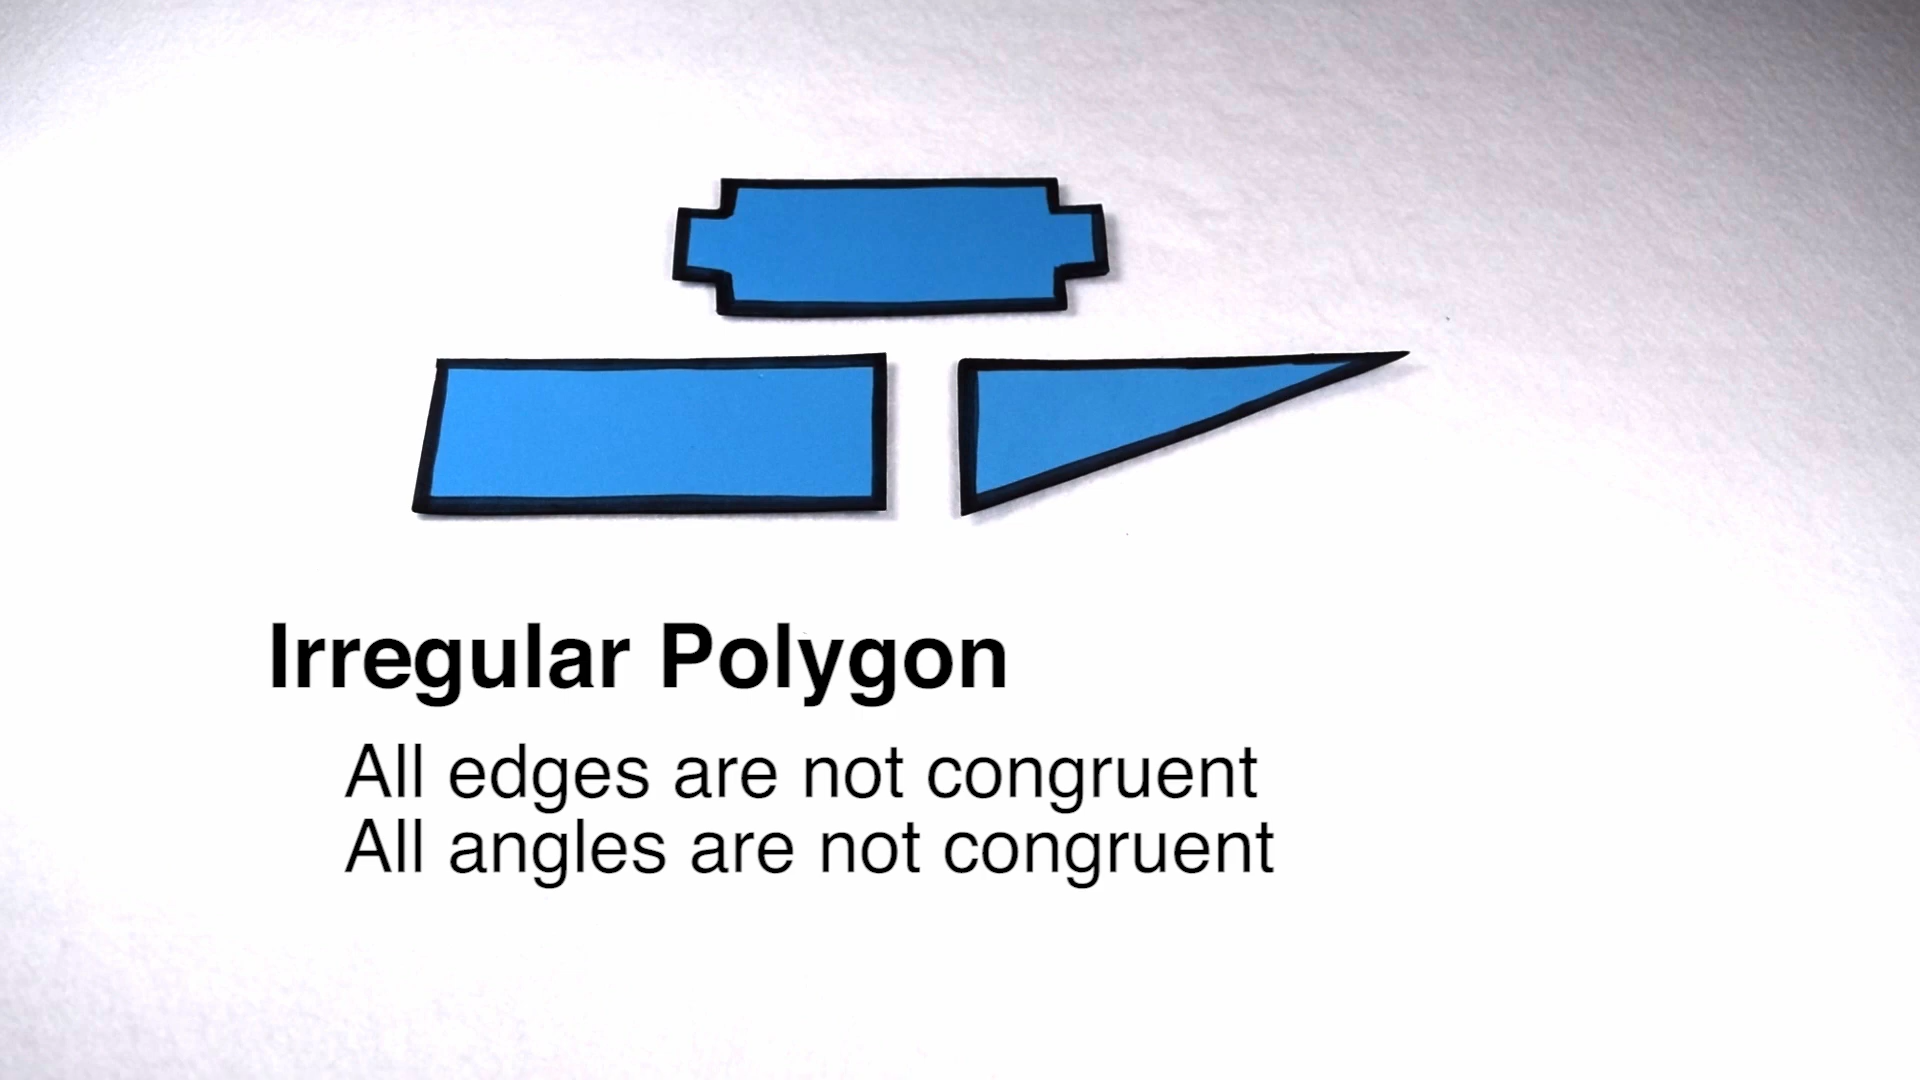 Irregular Polygon
All edges are not congruent
All angles are not congruent